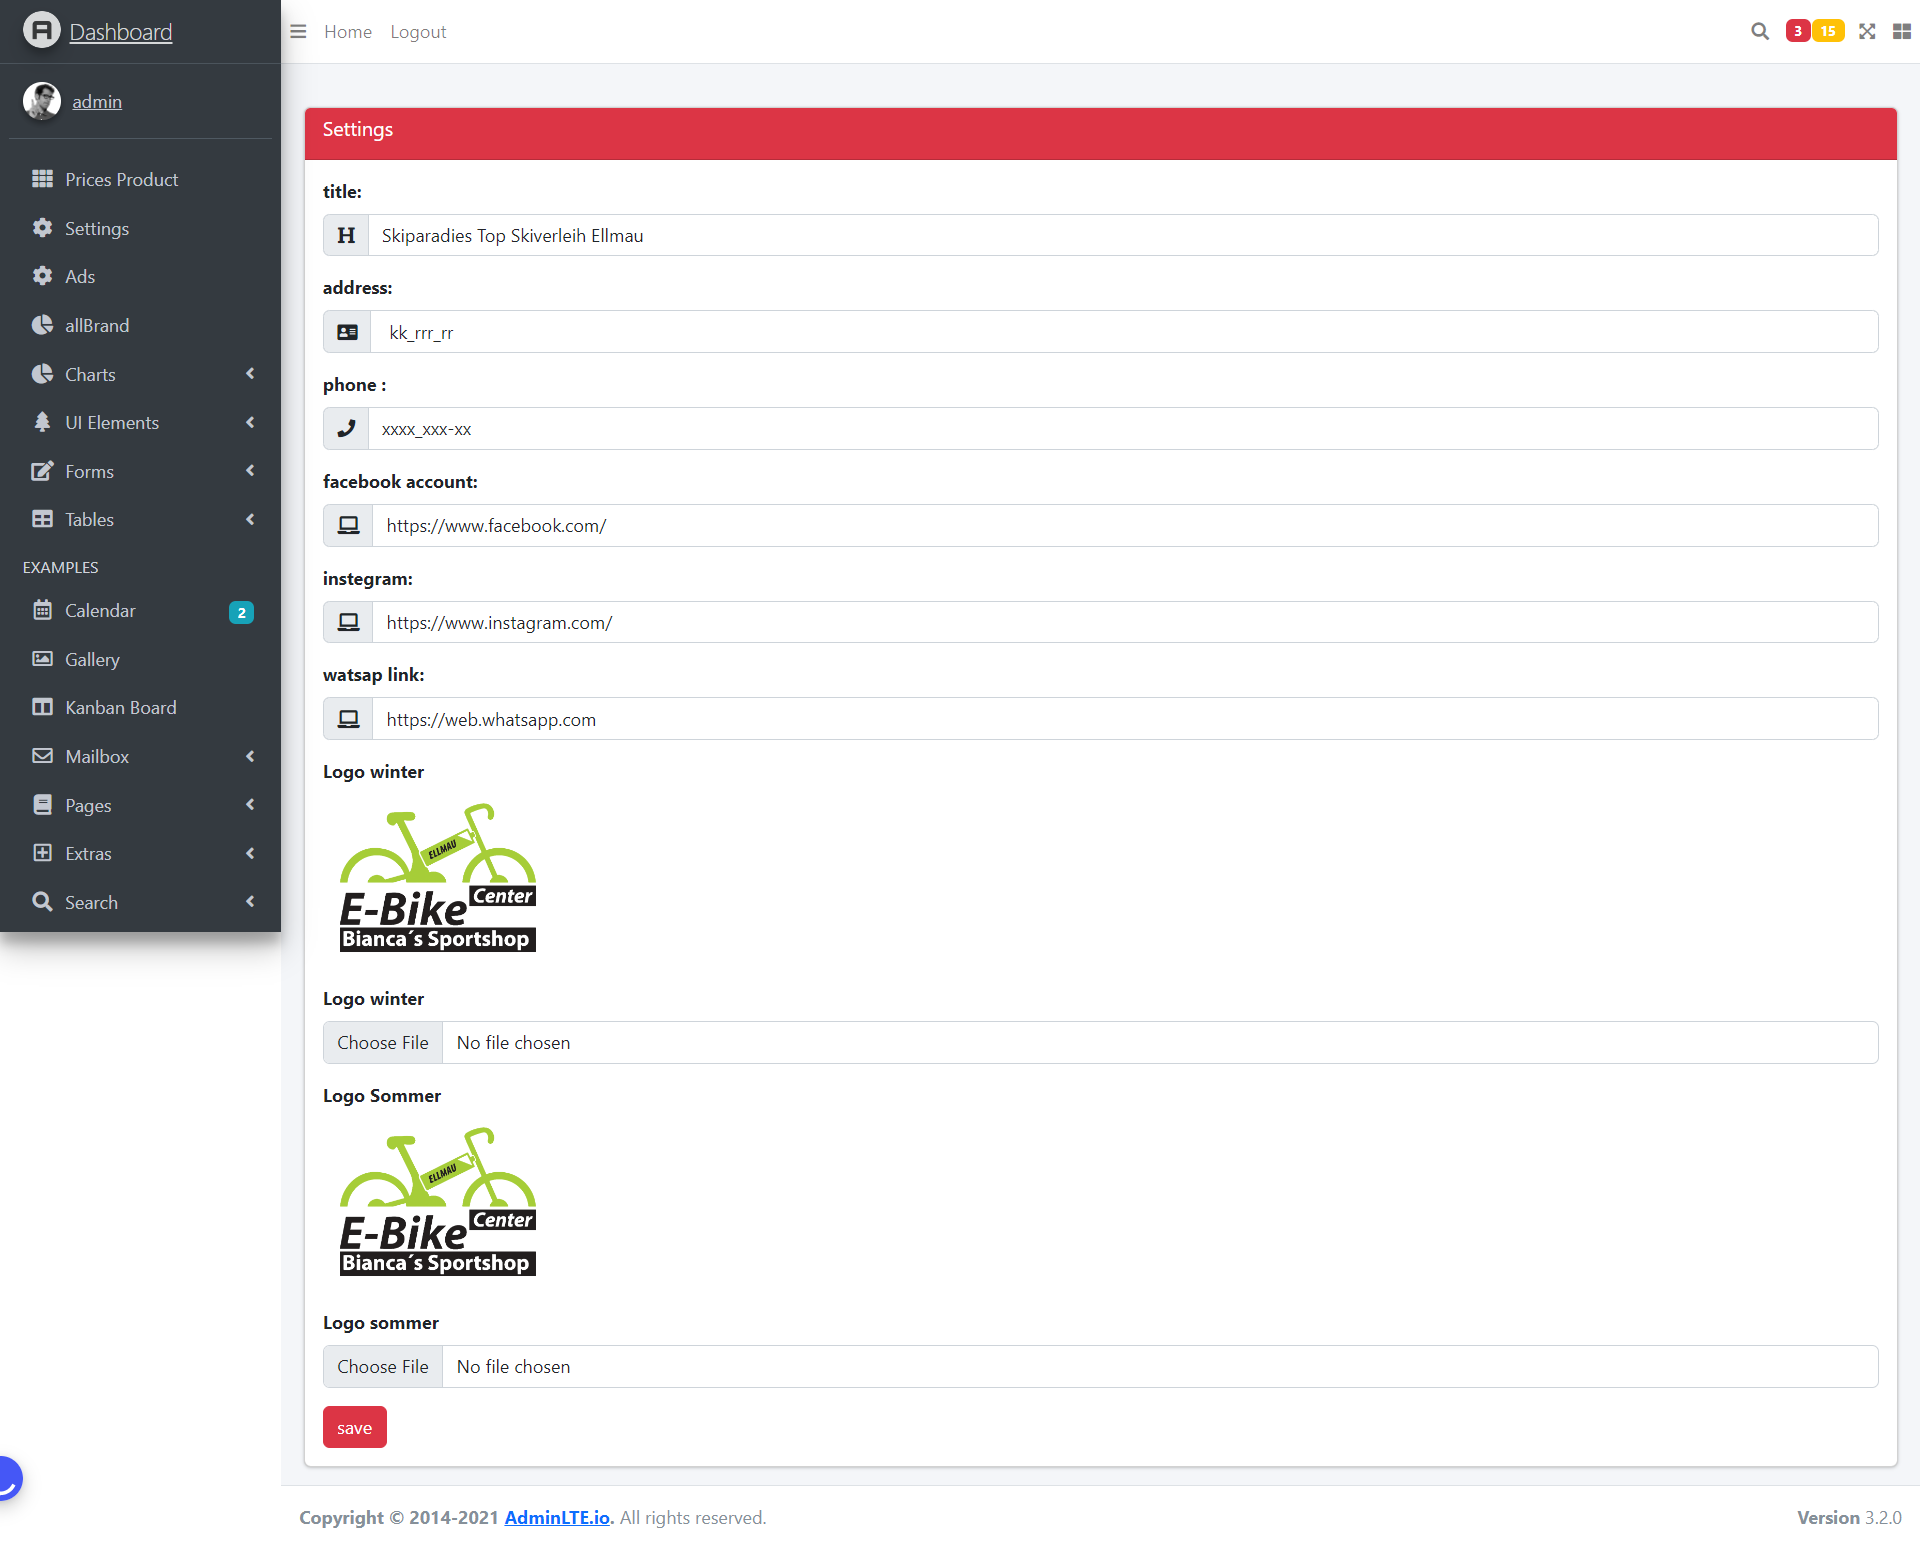 Dashboard
Home
Logout
3
15
admin
Prices Product
Settings
Ads
allBrand
Charts
UI Elements
Forms
Tables
EXAMPLES
Calendar
2
Gallery
Kanban Board
Mailbox
Pages
Extras
Search
Settings
title:
H
Skiparadies Top Skiverleih Ellmau
address:
kk_rrr_rr
phone :
xxxx_xxx-xx
facebook account:
https://www.facebook.com/
instegram:
https://www.instagram.com/
watsap link:
https://web.whatsapp.com
Logo winter
ELLMAU
E-Bike Center
Bianca´s Sportshop
Logo winter
Choose File
No file chosen
Logo Sommer
ELLMAU
E-Bike Center
Bianca´s Sportshop
Logo sommer
Choose File
No file chosen
save
Copyright © 2014-2021 AdminLTE.io. All rights reserved.
Version 3.2.0